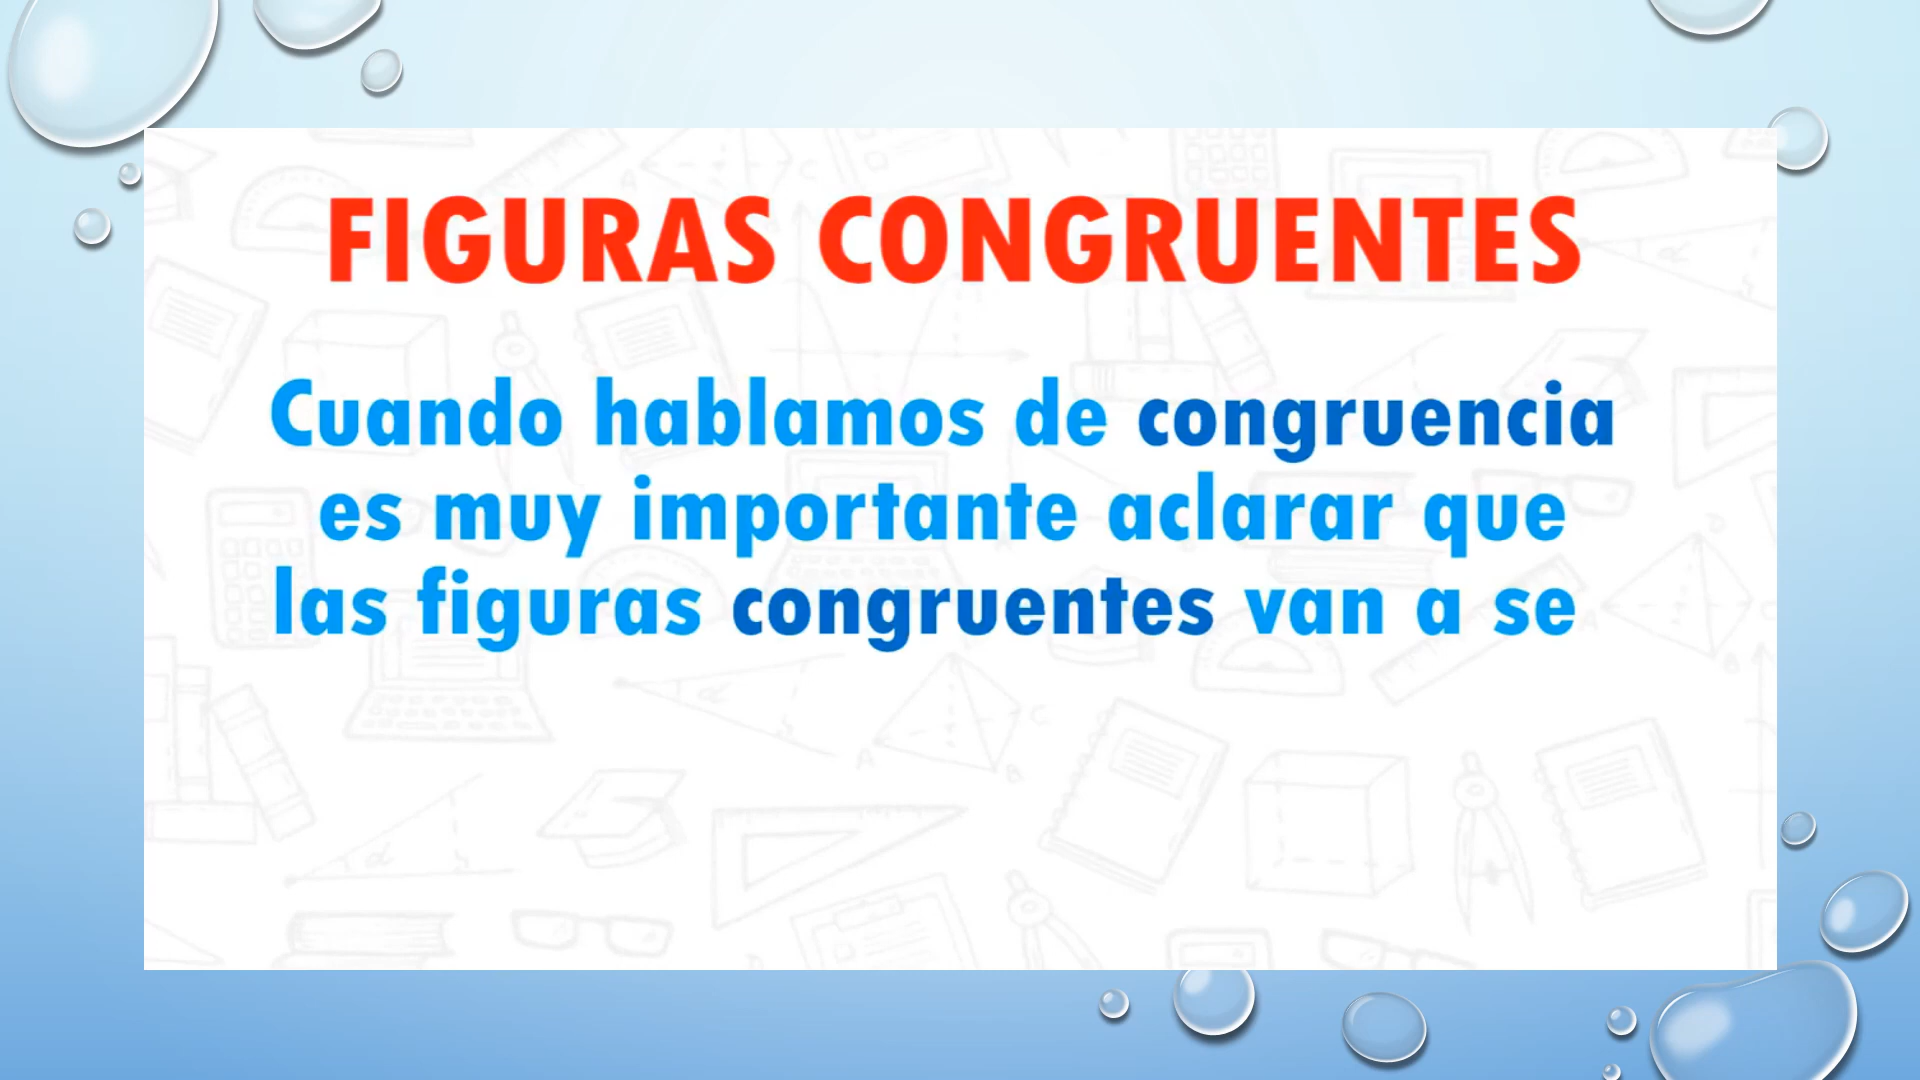 FIGURAS CONGRUENTES
Cuando hablamos de congruencia
es muy importante aclarar que
las figuras congruentes van a se